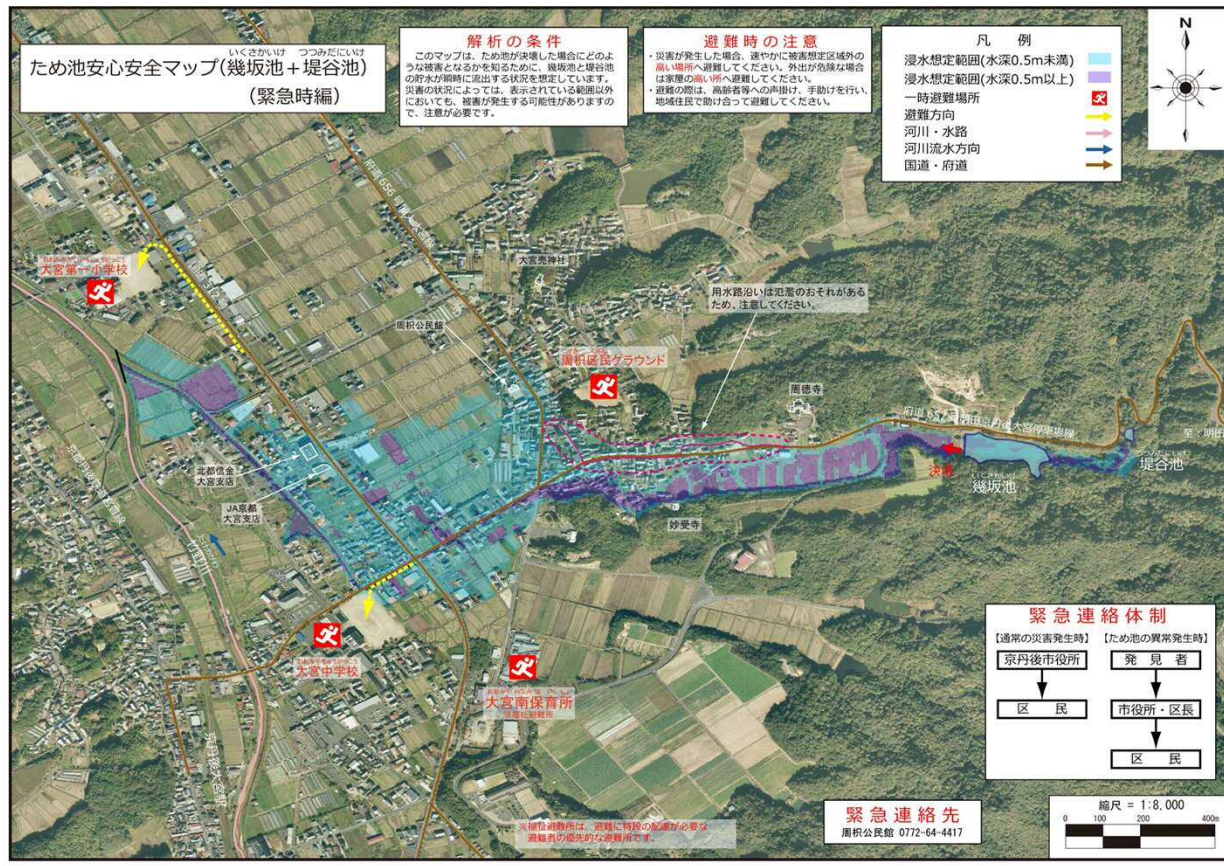 いくさかいけ　つつみだにいけ
ため池安心安全マップ(幾坂池＋堤谷池)
(緊急時編)
解析の条件
このマップは、ため池が決壊した場合にどのよ
うな被害となるかを知るために、幾坂池と堤谷池
の貯水が瞬時に流出する状況を想定しています。
災害の状況によっては、表示されている範囲以外
においても、被害が発生する可能性がありますの
で、注意が必要です。
避難時の注意
・災害が発生した場合、速やかに被害想定区域外の
高い場所へ避難してください。外出が危険な場合
は家屋の高い所へ避難してください。
・避難の際は、高齢者等への声掛け、手助けを行い、
地域住民で助け合って避難してください。
凡　例
浸水想定範囲(水深0.5m未満)
浸水想定範囲(水深0.5m以上)
一時避難場所
避難方向
河川・水路
河川流水方向
国道・府道
N
府道656
大宮売神社
大宮第一小学校
用水路沿いは氾濫のおそれがある
ため、注意してください。
周枳公民館
周枳区民グラウンド
周徳寺
至：明田
決壊
いくさかいけ
幾坂池
つつみだにいけ
堤谷池
北都信金
大宮支店
JA京都
大宮支店
竹野川
妙受寺
大宮中学校
大宮南保育所
※福祉避難所は、避難に特段の配慮が必要な
避難者の優先的な避難所です。
緊急連絡体制
【通常の災害発生時】
【ため池の異常発生時】
京丹後市役所
発　見　者
区　　民
市役所・区長
区　　民
緊急連絡先
周枳公民館 0772-64-4417
縮尺 = 1:8,000
0 100 200 400m